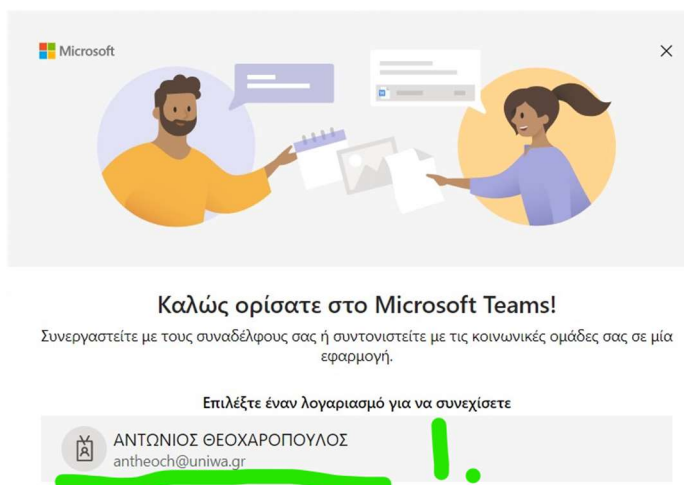 Microsoft
Καλώς ορίσατε στο Microsoft Teams!
Συνεργαστείτε με τους συναδέλφους σας ή συντονιστείτε με τις κοινωνικές ομάδες σας σε μία
εφαρμογή.
Επιλέξτε έναν λογαριασμό για να συνεχίσετε
ΑΝΤΩΝΙΟΣ ΘΕΟΧΑΡΟΠΟΥΛΟΣ
antheoch@uniwa.gr
1.